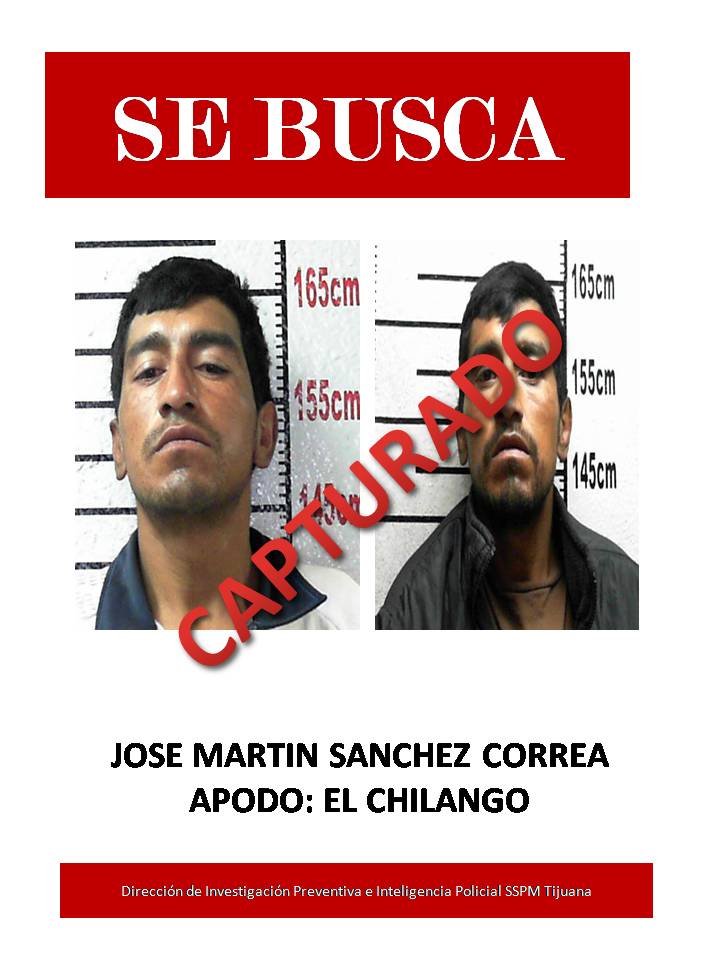 SE BUSCA
165cm
155cm
145cm
165cm
155cm
145cm
CAPTURADO
JOSE MARTIN SANCHEZ CORREA
APODO: EL CHILANGO
Dirección de Investigación Preventiva e Inteligencia Policial SSPM Tijuana